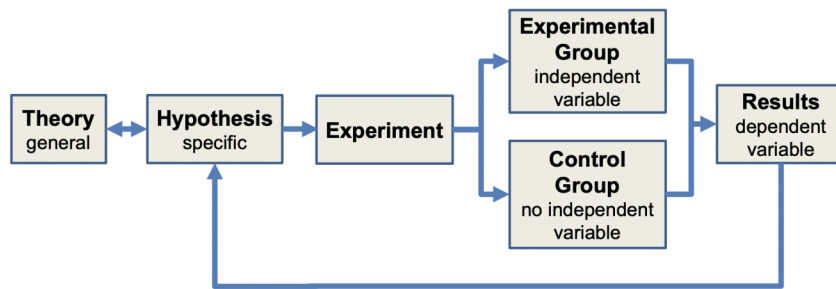 Theory
general
Hypothesis
specific
Experiment
Experimental
Group
independent
variable
Control
Group
no independent
variable
Results
dependent
variable